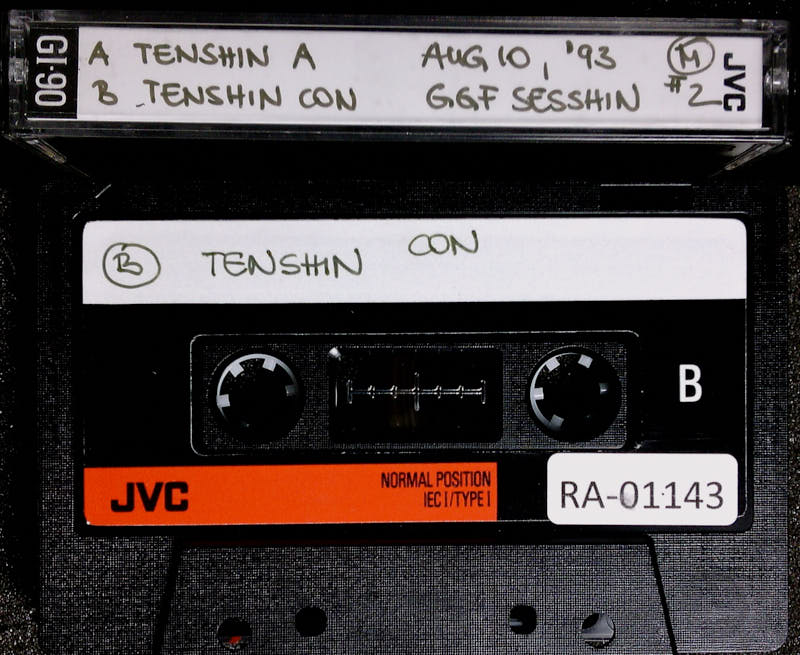 GI-90
A TENSHIN A AUG 10, '93 M
B TENSHIN CON GGF SESSHIN #2
JVC
B TENSHIN CON
B
JVC
NORMAL POSITION
IEC I/TYPE I
RA-01143